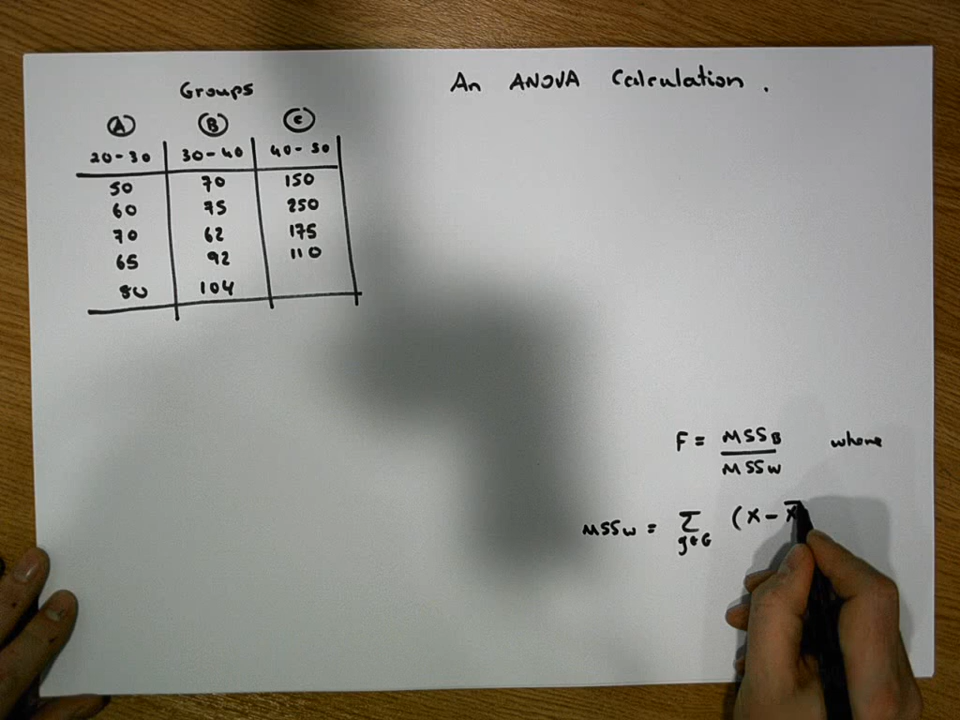 An ANOVA Calculation.
Groups
A B C
20-30 30-40 40-50
50 70 150
60 75 250
70 62 175
65 92 110
80 104
F = MSSB / MSSW where
MSSW = Σ g∈G (x - x̄